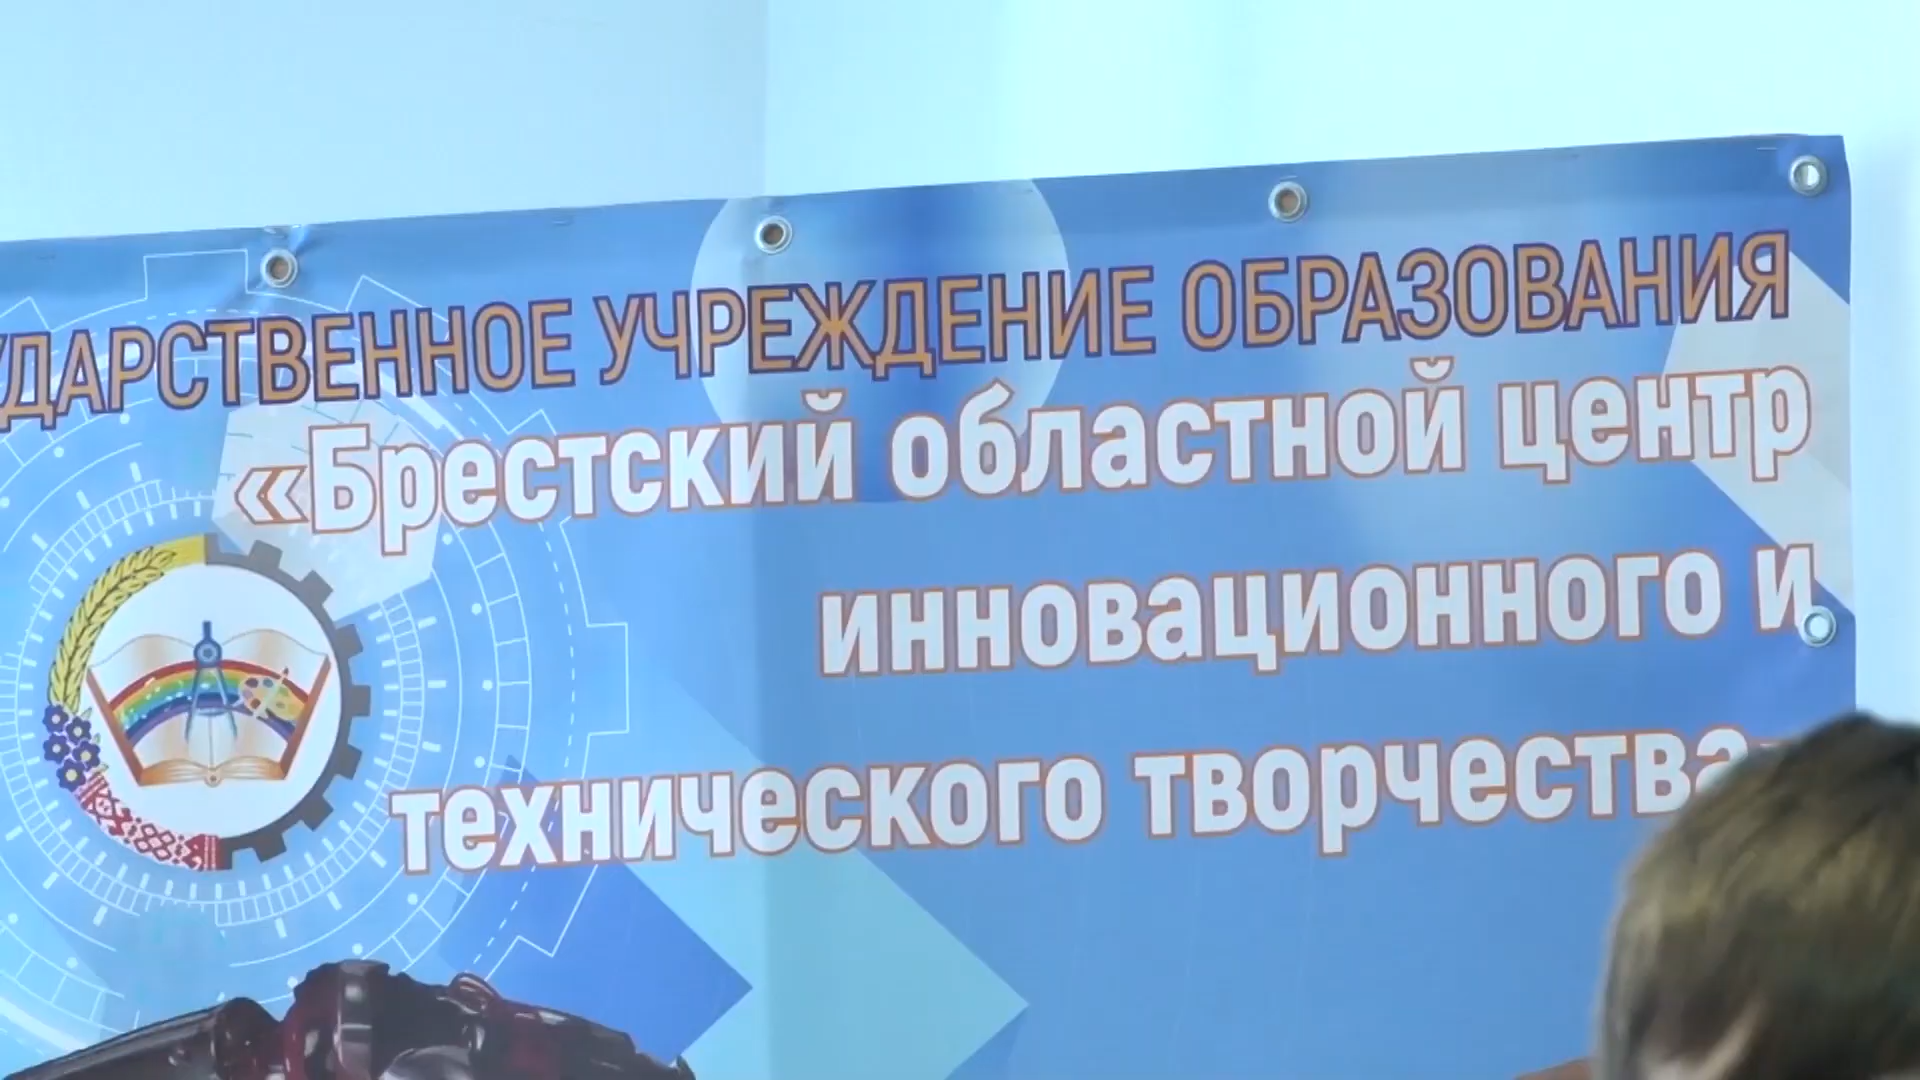 УДАРСТВЕННОЕ УЧРЕЖДЕНИЕ ОБРАЗОВАНИЯ
«Брестский областной центр
инновационного и
технического творчества»